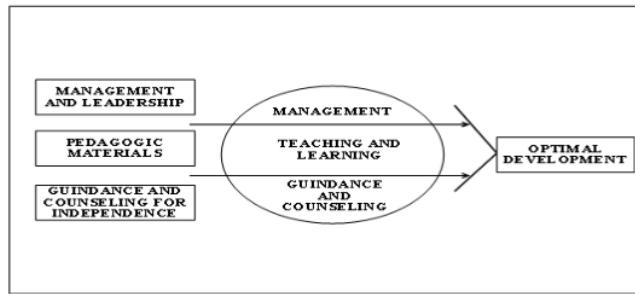 MANAGEMENT
AND LEADERSHIP
PEDAGOGIC
MATERIALS
GUINDANCE AND
COUNSELING FOR
INDEPENDENCE
MANAGEMENT
TEACHING AND
LEARNING
GUINDANCE
AND
COUNSELING
OPTIMAL
DEVELOPMENT